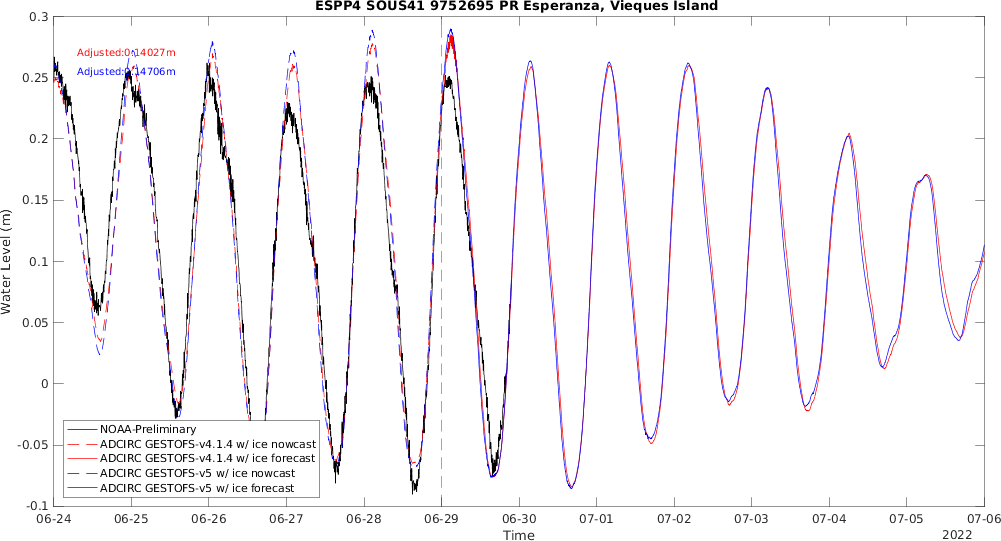 ESPP4 SOUS41 9752695 PR Esperanza, Vieques Island
0.3
0.25
0.2
0.15
0.1
0.05
0
-0.05
-0.1
Water Level (m)
Adjusted:0.14027m
Adjusted:0.14706m
NOAA-Preliminary
ADCIRC GESTOFS-v4.1.4 w/ ice nowcast
ADCIRC GESTOFS-v4.1.4 w/ ice forecast
ADCIRC GESTOFS-v5 w/ ice nowcast
ADCIRC GESTOFS-v5 w/ ice forecast
06-24 06-25 06-26 06-27 06-28 06-29 06-30 07-01 07-02 07-03 07-04 07-05 07-06
Time
2022